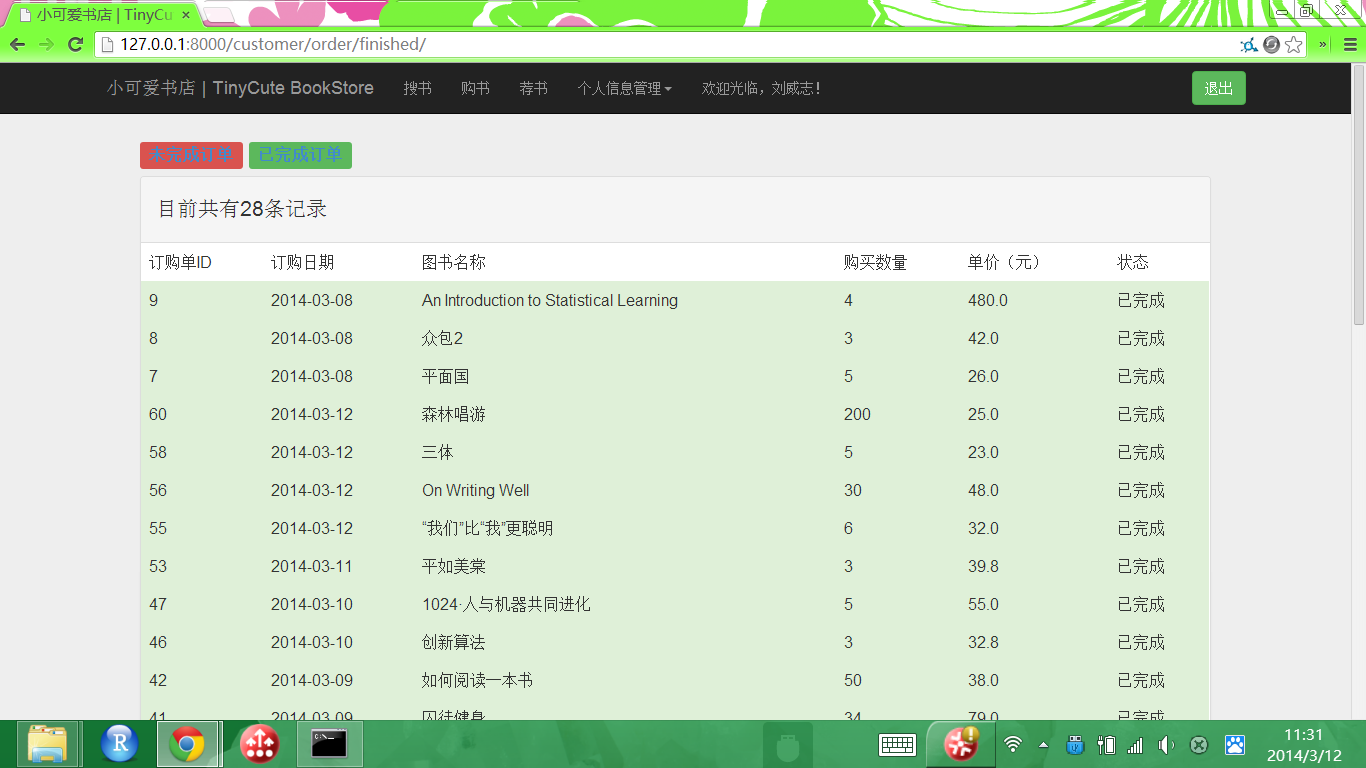 小可爱书店 | TinyCu
127.0.0.1:8000/customer/order/finished/
小可爱书店 | TinyCute BookStore 搜书 购书 荐书 个人信息管理 欢迎光临，刘威志！ 退出
未完成订单 已完成订单
目前共有28条记录
订购单ID 订购日期 图书名称 购买数量 单价（元） 状态
9 2014-03-08 An Introduction to Statistical Learning 4 480.0 已完成
8 2014-03-08 众包2 3 42.0 已完成
7 2014-03-08 平面国 5 26.0 已完成
60 2014-03-12 森林唱游 200 25.0 已完成
58 2014-03-12 三体 5 23.0 已完成
56 2014-03-12 On Writing Well 30 48.0 已完成
55 2014-03-12 “我们”比“我”更聪明 6 32.0 已完成
53 2014-03-11 平如美棠 3 39.8 已完成
47 2014-03-10 1024·人与机器共同进化 5 55.0 已完成
46 2014-03-10 创新算法 3 32.8 已完成
42 2014-03-09 如何阅读一本书 50 38.0 已完成
41 2014-03-09 囚徒健身 34 79.0 已完成
R
11:31
2014/3/12